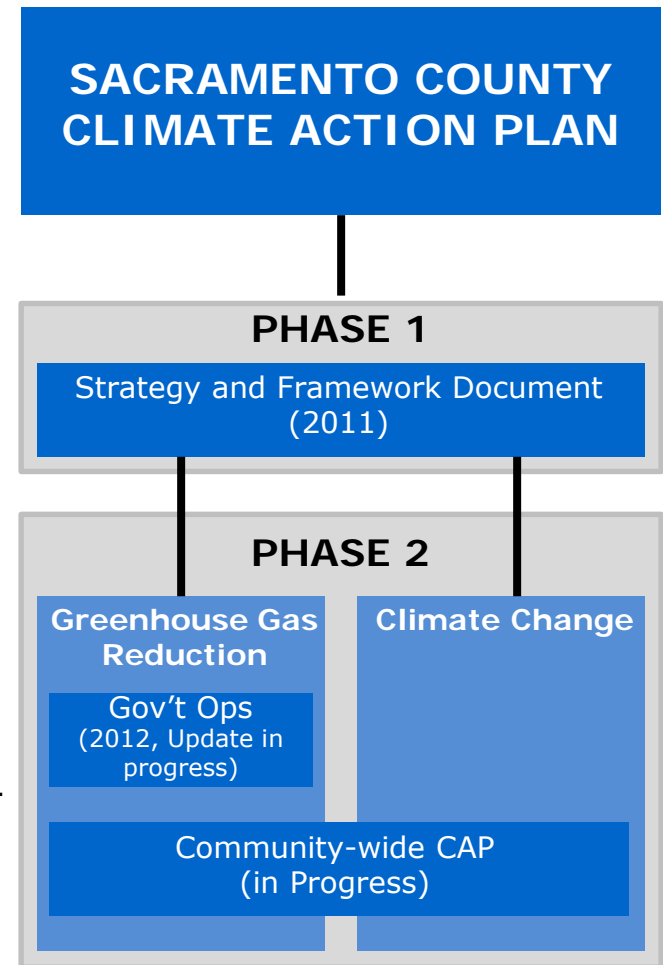 SACRAMENTO COUNTY
CLIMATE ACTION PLAN
PHASE 1
Strategy and Framework Document
(2011)
PHASE 2
Greenhouse Gas
Reduction
Gov't Ops
(2012, Update in
progress)
Climate Change
Community-wide CAP
(in Progress)